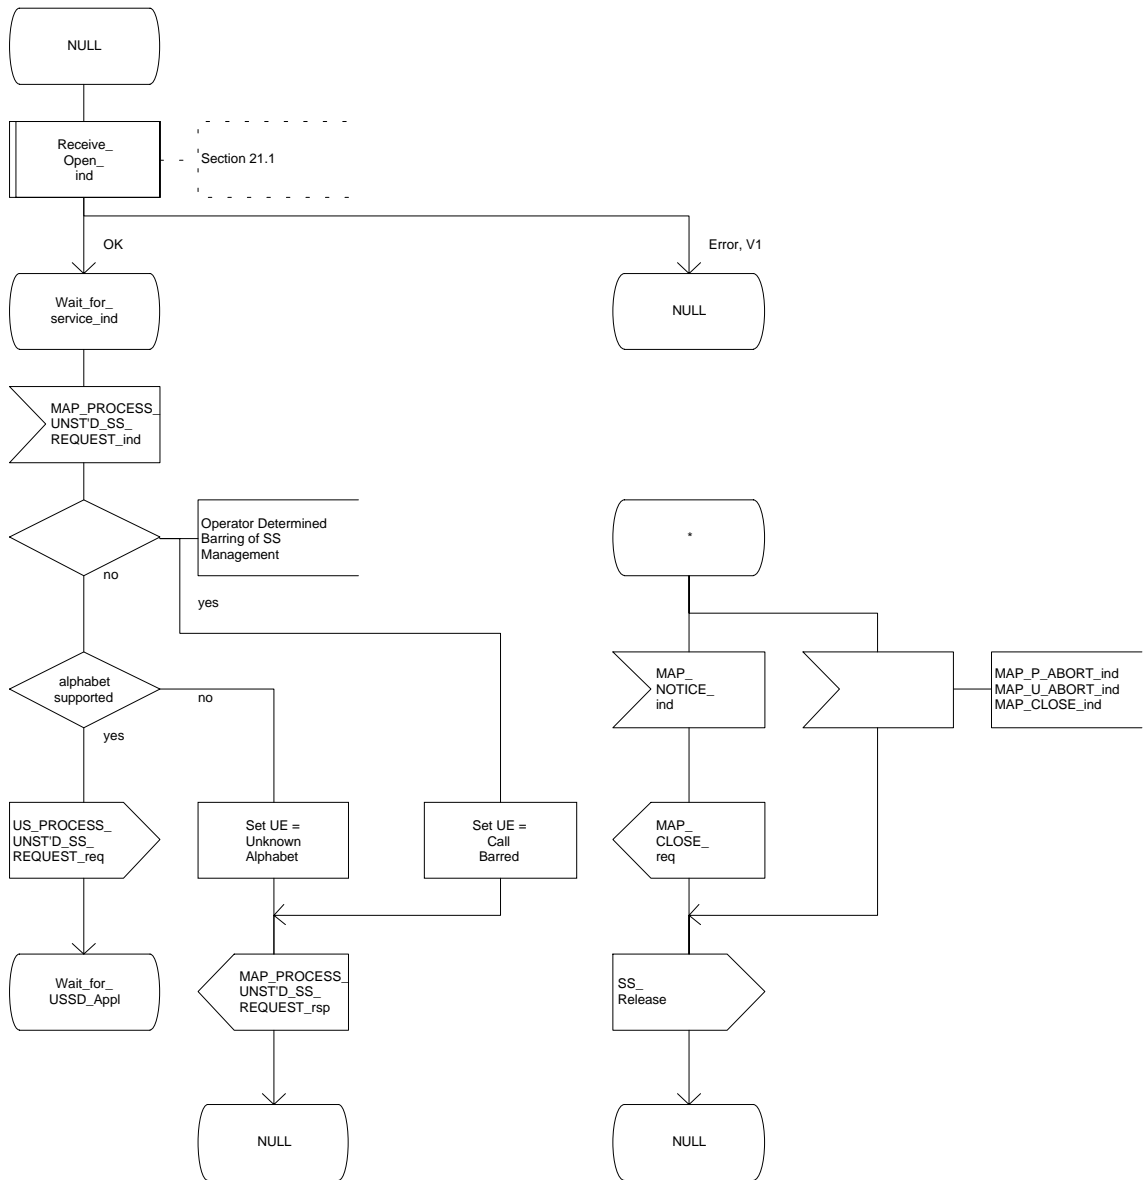 NULL
Receive_
Open_
ind
Section 21.1
OK
Error, V1
Wait_for_
service_ind
NULL
MAP_PROCESS_
UNST'D_SS_
REQUEST_ind
Operator Determined
Barring of SS
Management
*
no
yes
alphabet
supported
no
yes
MAP_
NOTICE_
ind
MAP_P_ABORT_ind
MAP_U_ABORT_ind
MAP_CLOSE_ind
US_PROCESS_
UNST'D_SS_
REQUEST_req
Set UE =
Unknown
Alphabet
Set UE =
Call
Barred
MAP_
CLOSE_
req
Wait_for_
USSD_Appl
MAP_PROCESS_
UNST'D_SS_
REQUEST_rsp
SS_
Release
NULL
NULL